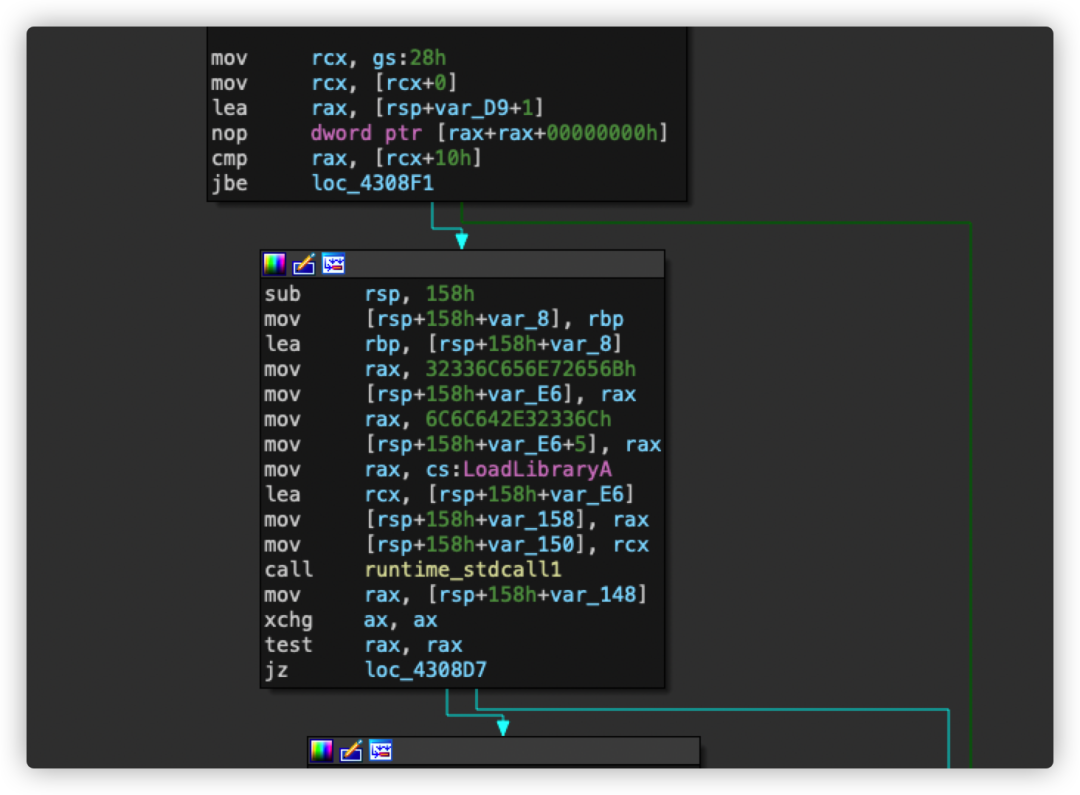 mov rcx, gs:28h
mov rcx, [rcx+0]
lea rax, [rsp+var_D9+1]
nop dword ptr [rax+rax+00000000h]
cmp rax, [rcx+10h]
jbe loc_4308F1
sub rsp, 158h
mov [rsp+158h+var_8], rbp
lea rbp, [rsp+158h+var_8]
mov rax, 32336C656E72656Bh
mov [rsp+158h+var_E6], rax
mov rax, 6C6C642E32336Ch
mov [rsp+158h+var_E6+5], rax
mov rax, cs:LoadLibraryA
lea rcx, [rsp+158h+var_E6]
mov [rsp+158h+var_158], rax
mov [rsp+158h+var_150], rcx
call runtime_stdcall1
mov rax, [rsp+158h+var_148]
xchg ax, ax
test rax, rax
jz loc_4308D7